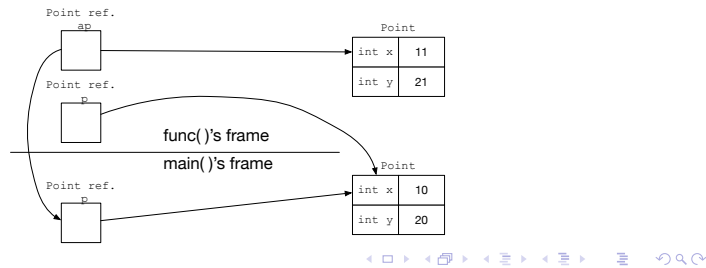 Point ref.
ap
Point
int x 11
int y 21
Point ref.
p
func()'s frame
main()'s frame
Point ref.
p
Point
int x 10
int y 20